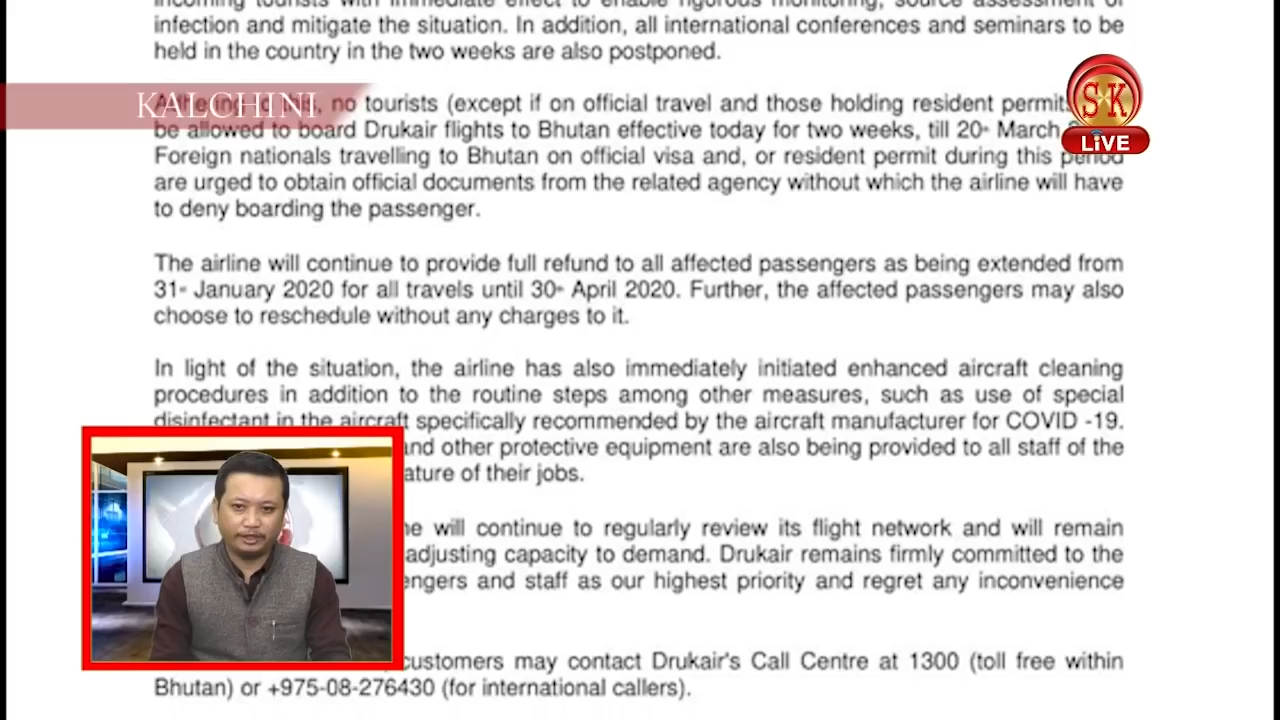 incoming tourists with immediate effect to enable rigorous monitoring, source assessment of
infection and mitigate the situation. In addition, all international conferences and seminars to be
held in the country in the two weeks are also postponed.
KALCHINI
no tourists (except if on official travel and those holding resident permits
be allowed to board Drukair flights to Bhutan effective today for two weeks, till 20th March
Foreign nationals travelling to Bhutan on official visa and, or resident permit during this period
are urged to obtain official documents from the related agency without which the airline will have
to deny boarding the passenger.
SK
LiVE
The airline will continue to provide full refund to all affected passengers as being extended from
31st January 2020 for all travels until 30th April 2020. Further, the affected passengers may also
choose to reschedule without any charges to it.
In light of the situation, the airline has also immediately initiated enhanced aircraft cleaning
procedures in addition to the routine steps among other measures, such as use of special
disinfectant in the aircraft specifically recommended by the aircraft manufacturer for COVID -19.
and other protective equipment are also being provided to all staff of the
ature of their jobs.
will continue to regularly review its flight network and will remain
adjusting capacity to demand. Drukair remains firmly committed to the
engers and staff as our highest priority and regret any inconvenience
customers may contact Drukair's Call Centre at 1300 (toll free within
Bhutan) or +975-08-276430 (for international callers).